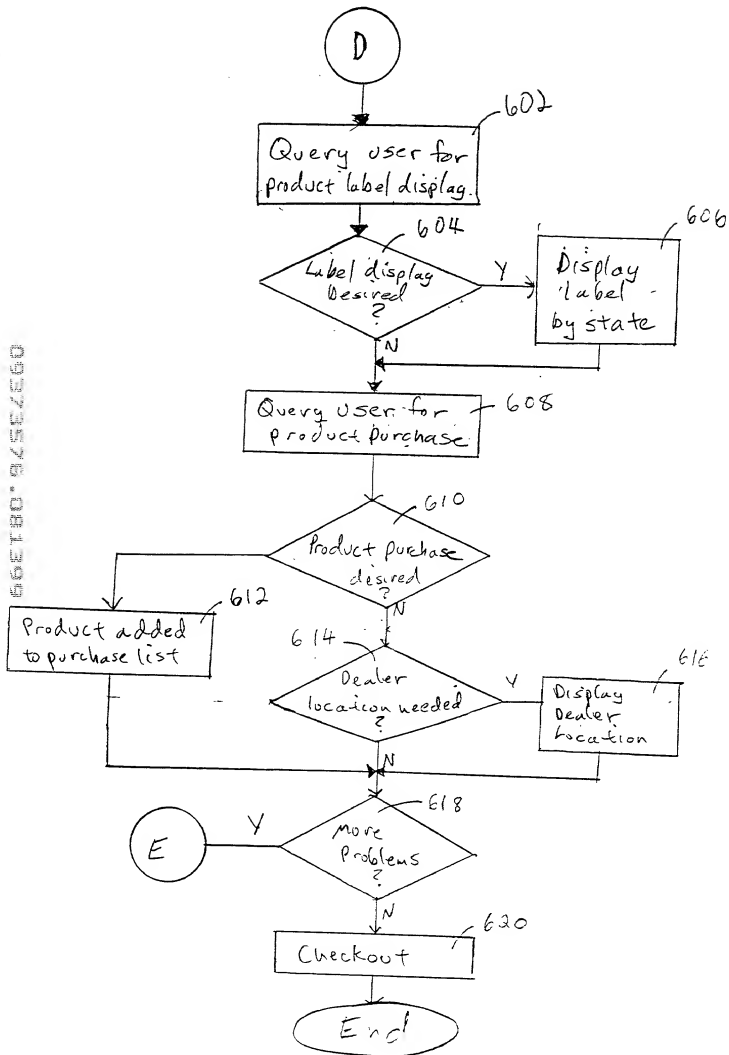 D
602
Query user for
product label display.
604
Label display
Desired
?
Y
606
Display
label
by state
N
608
Query user for
product purchase
610
Product purchase
desired
?
N
612
Product added
to purchase list
614
Dealer
location needed
?
Y
616
Display
Dealer
Location
N
618
More
Problems
?
Y
E
N
620
Checkout
End
09373576.081399